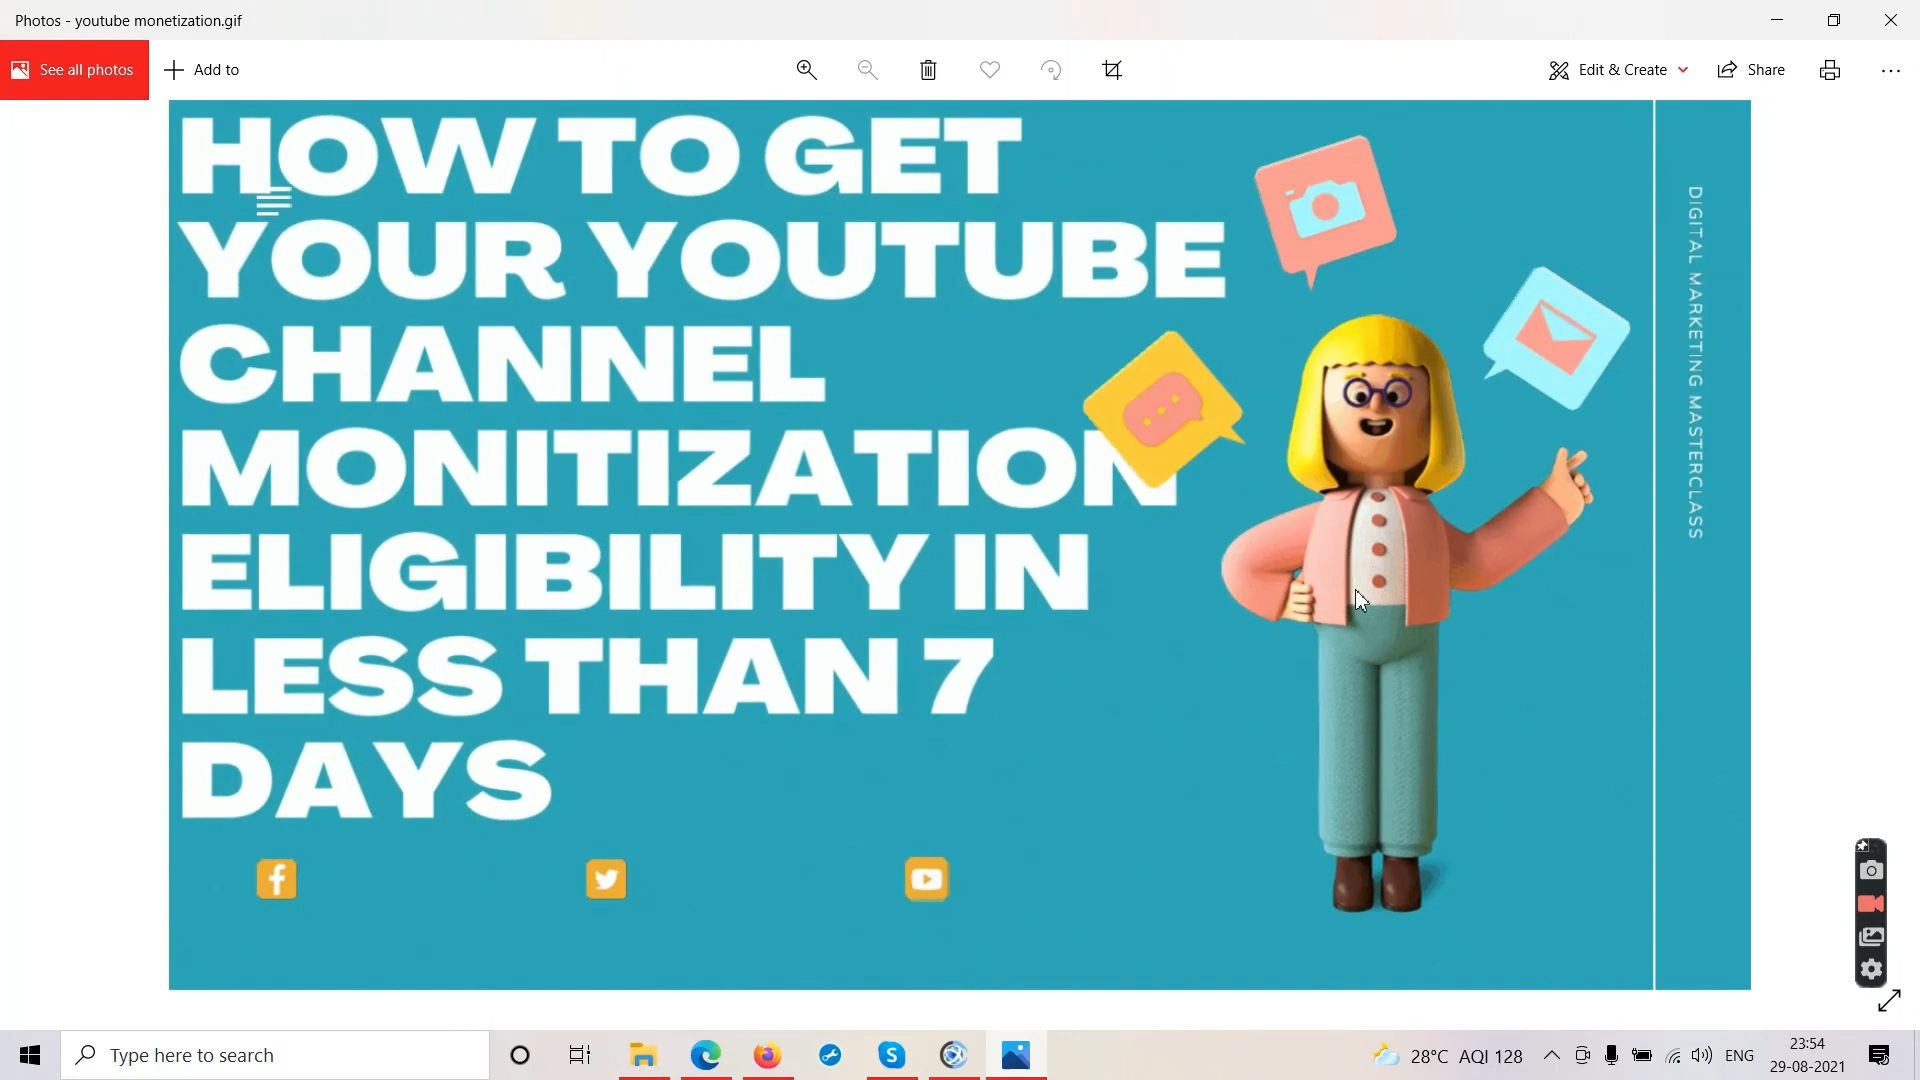 Photos - youtube monetization.gif
See all photos
Add to
Edit & Create
Share
HOW TO GET
YOUR YOUTUBE
CHANNEL
MONITIZATION
ELIGIBILITY IN
LESS THAN 7
DAYS
DIGITAL MARKETING MASTERCLASS
Type here to search
28°C AQI 128
ENG
23:54
29-08-2021